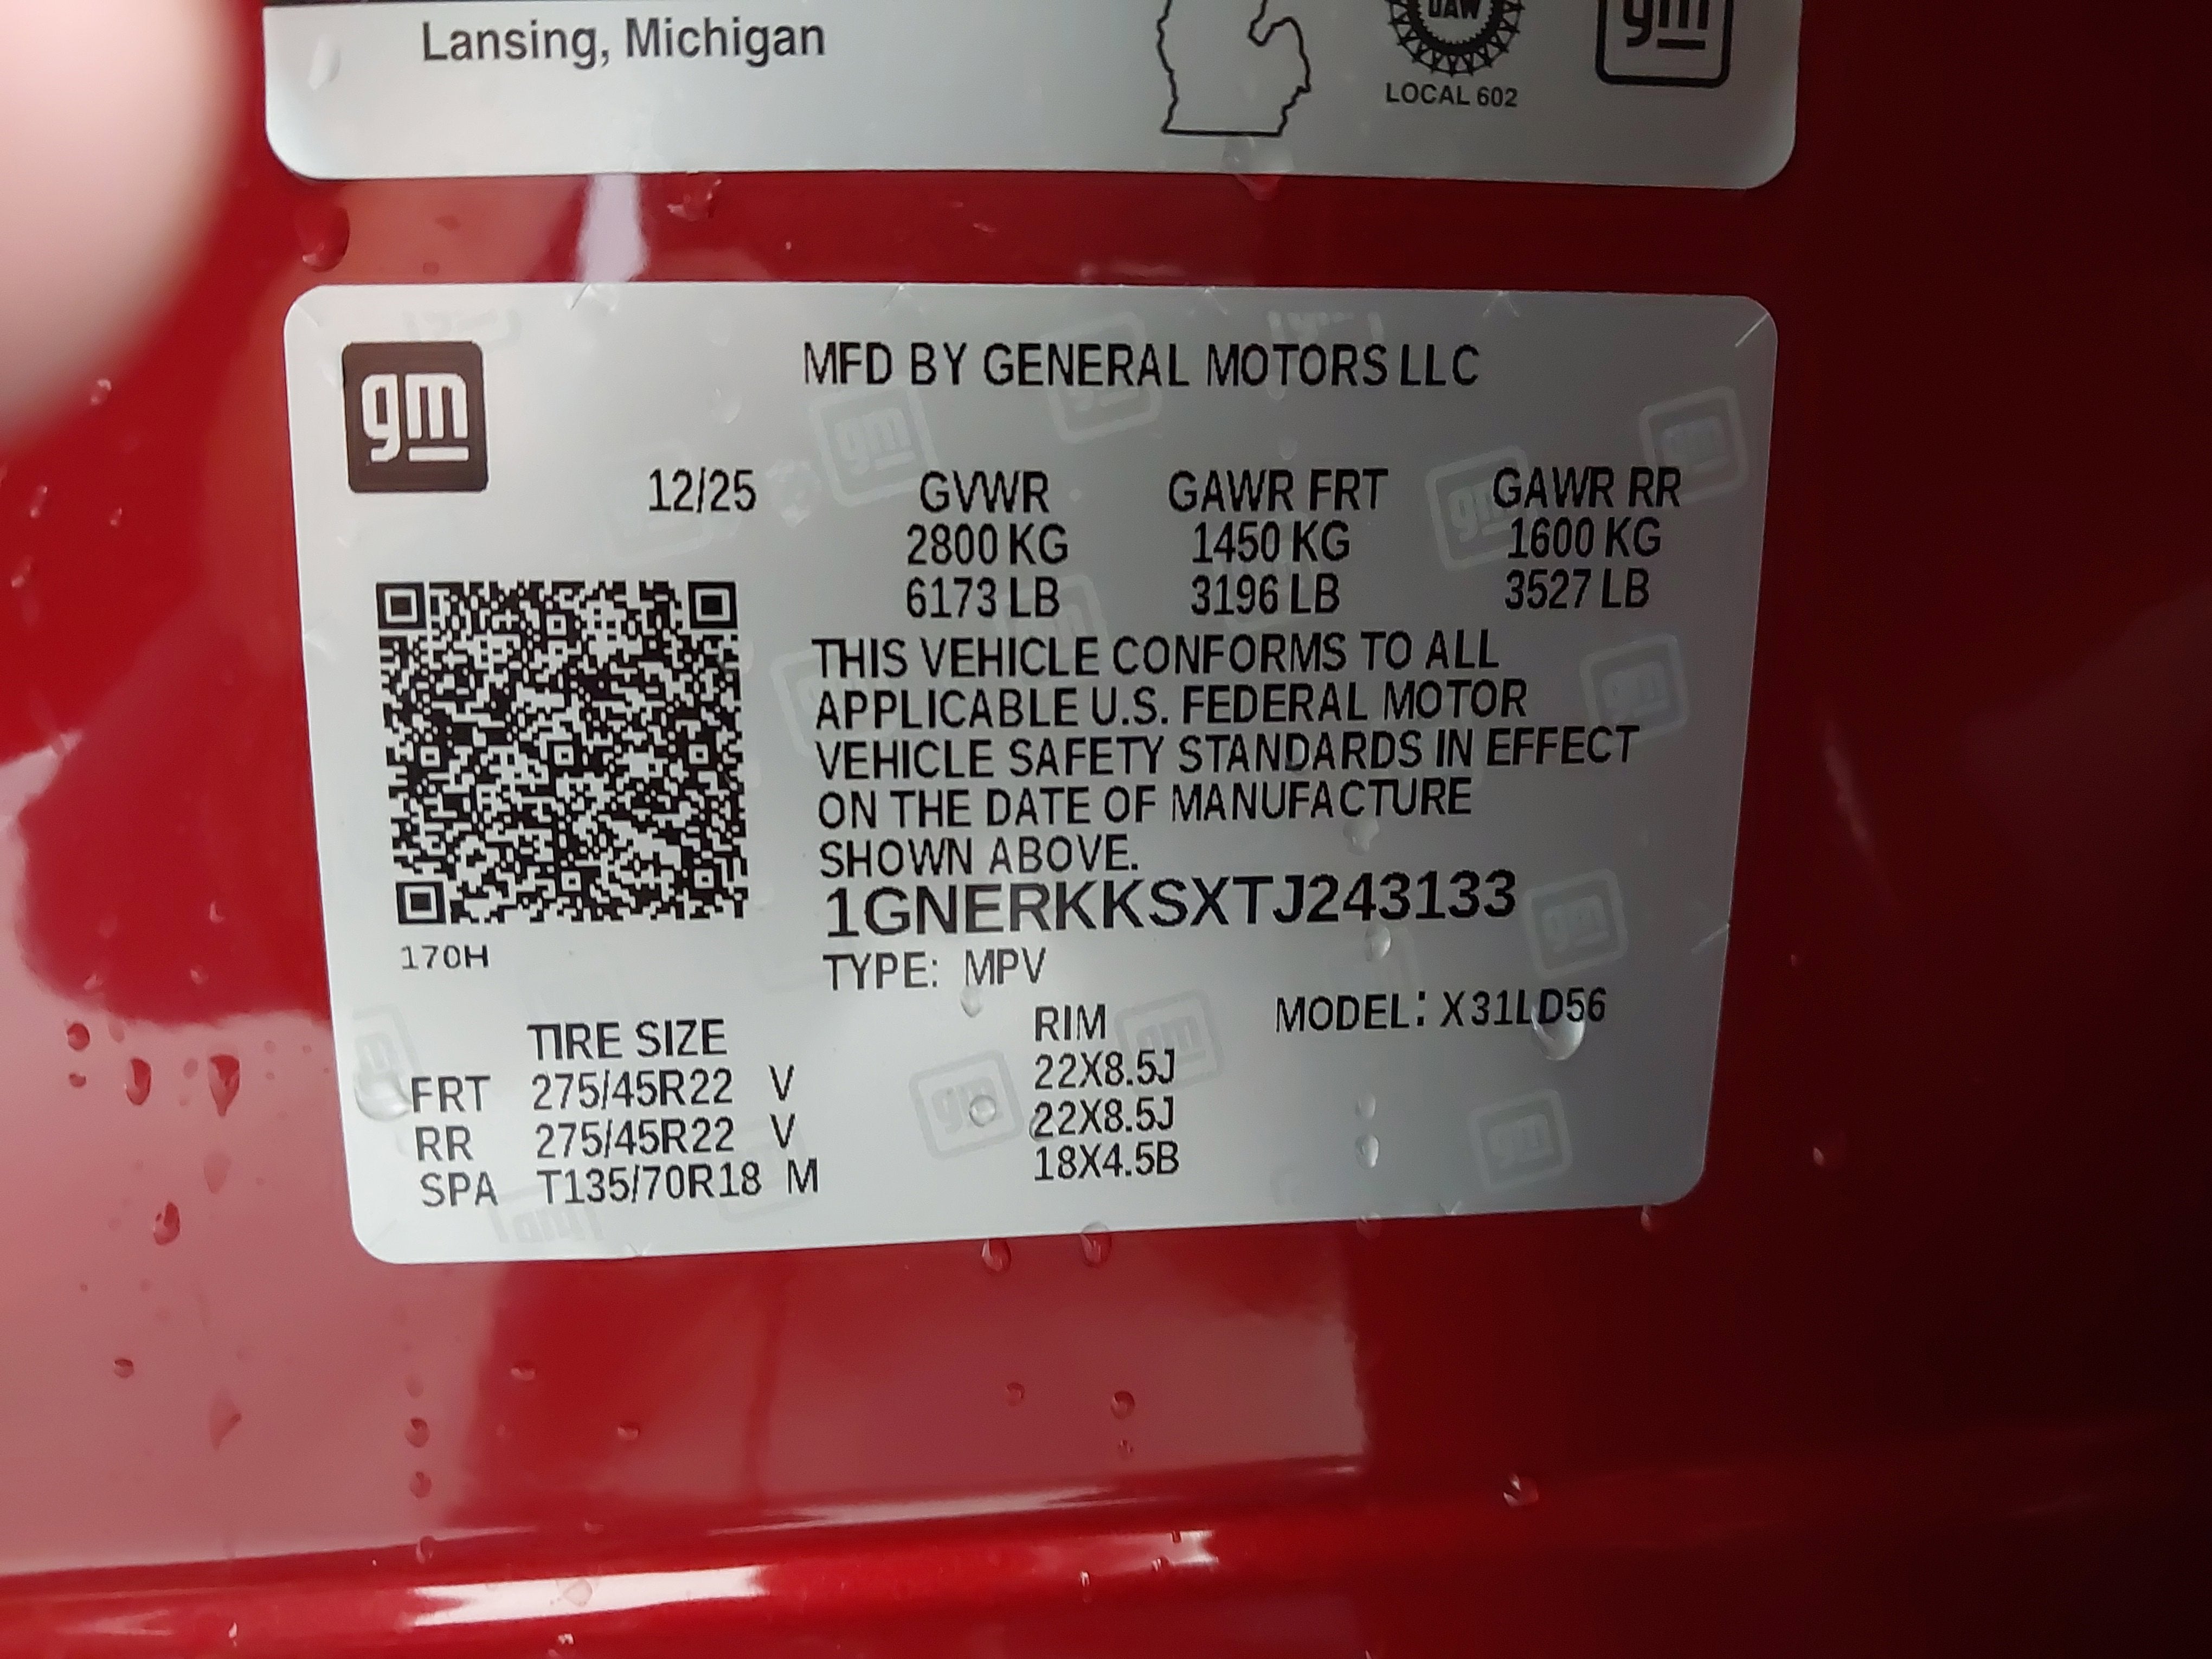 Lansing, Michigan
UAW
LOCAL 602
gm
MFD BY GENERAL MOTORS LLC
gm
12/25 GVWR GAWR FRT GAWR RR
2800 KG 1450 KG 1600 KG
6173 LB 3196 LB 3527 LB
THIS VEHICLE CONFORMS TO ALL
APPLICABLE U.S. FEDERAL MOTOR
VEHICLE SAFETY STANDARDS IN EFFECT
ON THE DATE OF MANUFACTURE
SHOWN ABOVE.
1GNERKKSXTJ243133
170H
TYPE: MPV
TIRE SIZE RIM MODEL: X31LD56
FRT 275/45R22 V 22X8.5J
RR 275/45R22 V 22X8.5J
SPA T135/70R18 M 18X4.5B